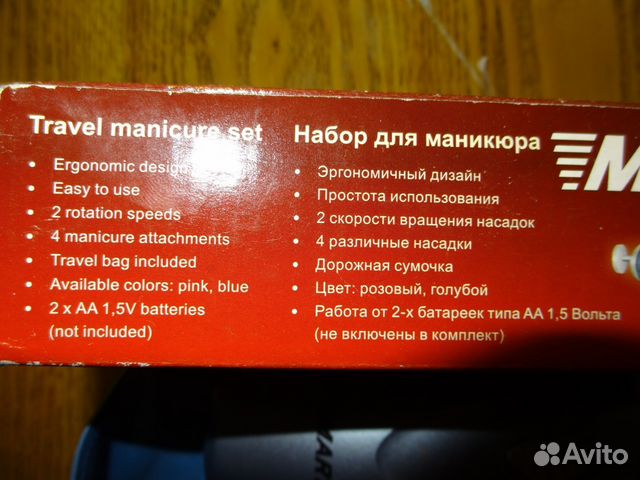 Travel manicure set
• Ergonomic design
• Easy to use
• 2 rotation speeds
• 4 manicure attachments
• Travel bag included
• Available colors: pink, blue
• 2 x AA 1,5V batteries
(not included)
Набор для маникюра
• Эргономичный дизайн
• Простота использования
• 2 скорости вращения насадок
• 4 различные насадки
• Дорожная сумочка
• Цвет: розовый, голубой
• Работа от 2-х батареек типа АА 1,5 Вольта
(не включены в комплект)
Avito